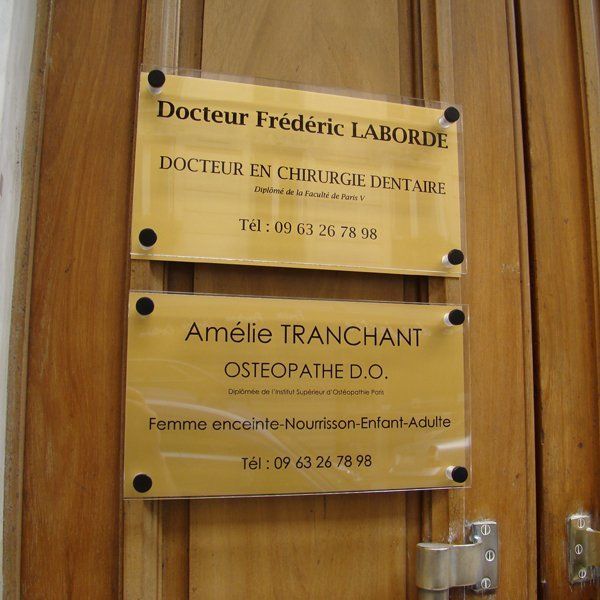 Docteur Frédéric LABORDE
DOCTEUR EN CHIRURGIE DENTAIRE
Diplômé de la Faculté de Paris V
Tél : 09 63 26 78 98
Amélie TRANCHANT
OSTEOPATHE D.O.
Diplômée de l'Institut Supérieur d'Ostéopathie Paris
Femme enceinte-Nourrisson-Enfant-Adulte
Tél : 09 63 26 78 98